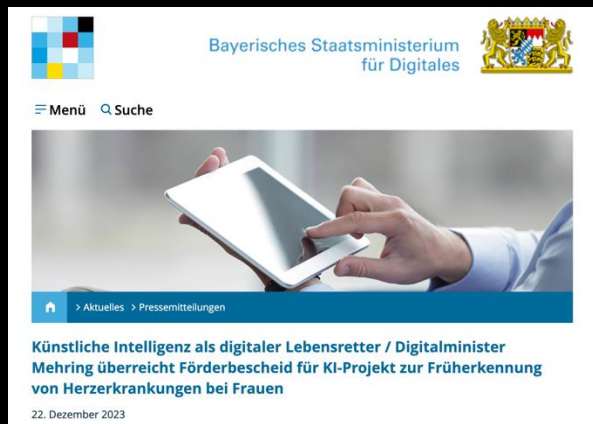 Bayerisches Staatsministerium
für Digitales
Menü Suche
> Aktuelles > Pressemitteilungen
Künstliche Intelligenz als digitaler Lebensretter / Digitalminister
Mehring überreicht Förderbescheid für KI-Projekt zur Früherkennung
von Herzerkrankungen bei Frauen
22. Dezember 2023